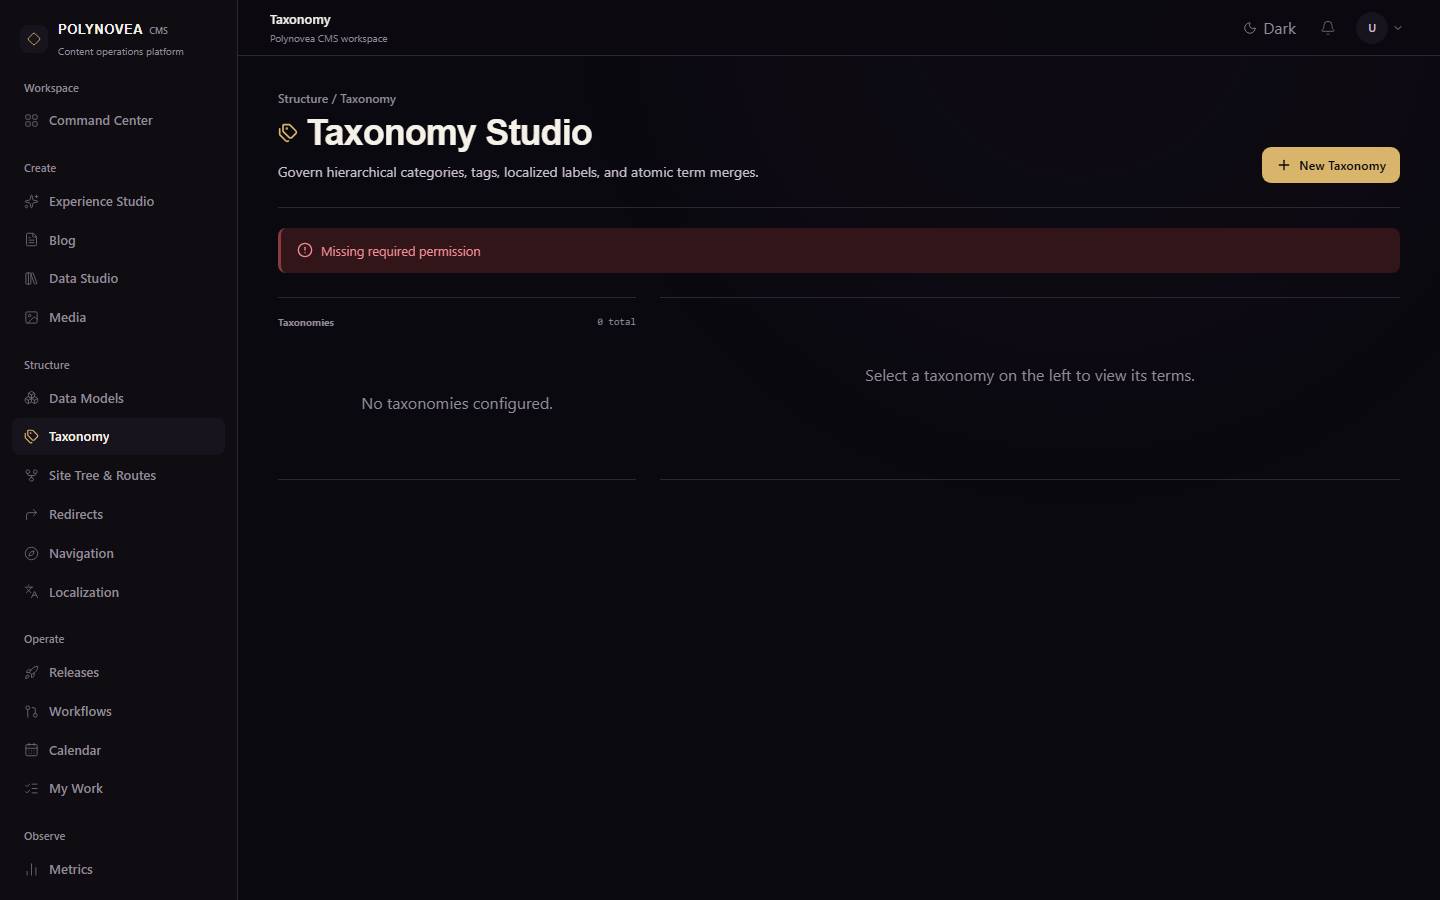 POLYNOVEA CMS
Content operations platform
Workspace
Command Center
Create
Experience Studio
Blog
Data Studio
Media
Structure
Data Models
Taxonomy
Site Tree & Routes
Redirects
Navigation
Localization
Operate
Releases
Workflows
Calendar
My Work
Observe
Metrics
Taxonomy
Polynovea CMS workspace
Dark
U
Structure / Taxonomy
Taxonomy Studio
Govern hierarchical categories, tags, localized labels, and atomic term merges.
New Taxonomy
Missing required permission
Taxonomies 0 total
No taxonomies configured.
Select a taxonomy on the left to view its terms.